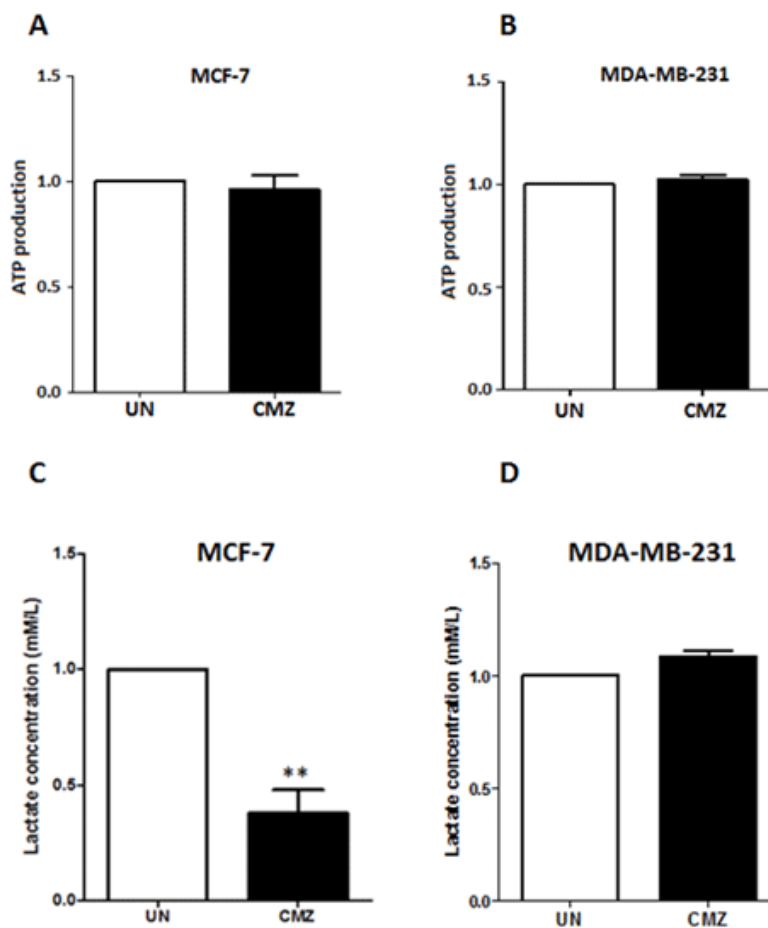 A
MCF-7
ATP production
1.5
1.0
0.5
0.0
UN
CMZ
B
MDA-MB-231
ATP production
1.5
1.0
0.5
0.0
UN
CMZ
C
MCF-7
Lactate concentration (mM/L)
1.5
1.0
0.5
0.0
**
UN
CMZ
D
MDA-MB-231
Lactate concentration (mM/L)
1.5
1.0
0.5
0.0
UN
CMZ